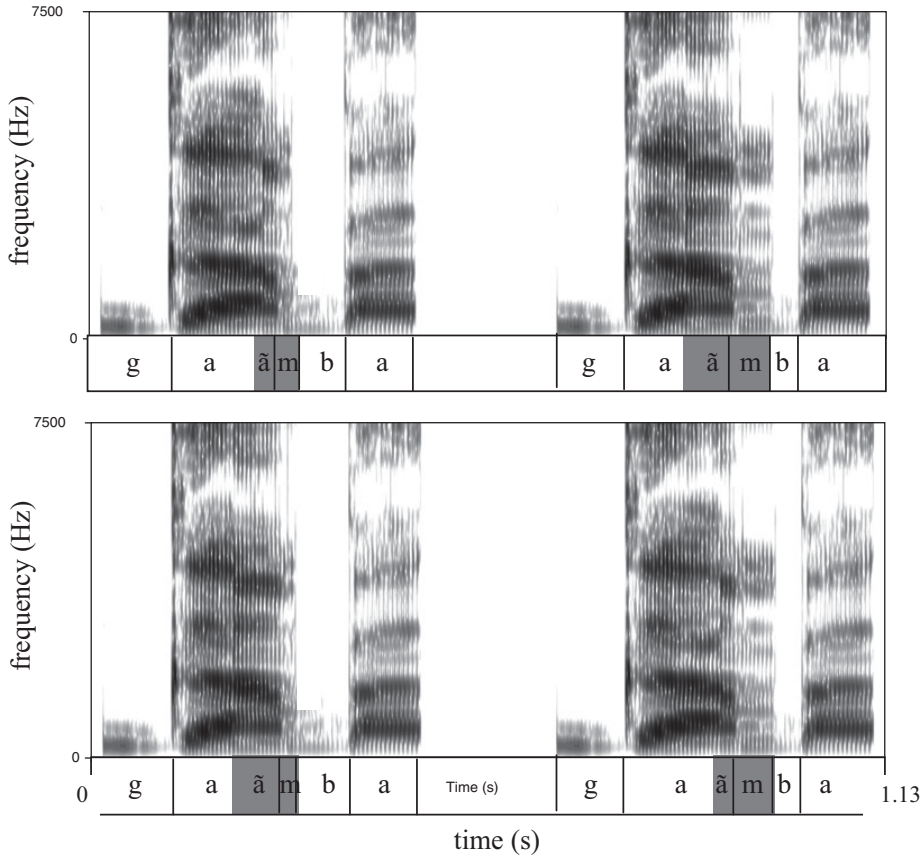 7500
frequency (Hz)
0
g a ã m b a g a ã m b a
7500
frequency (Hz)
0
g a ã m b a Time (s) g a ã m b a
0 1.13
time (s)